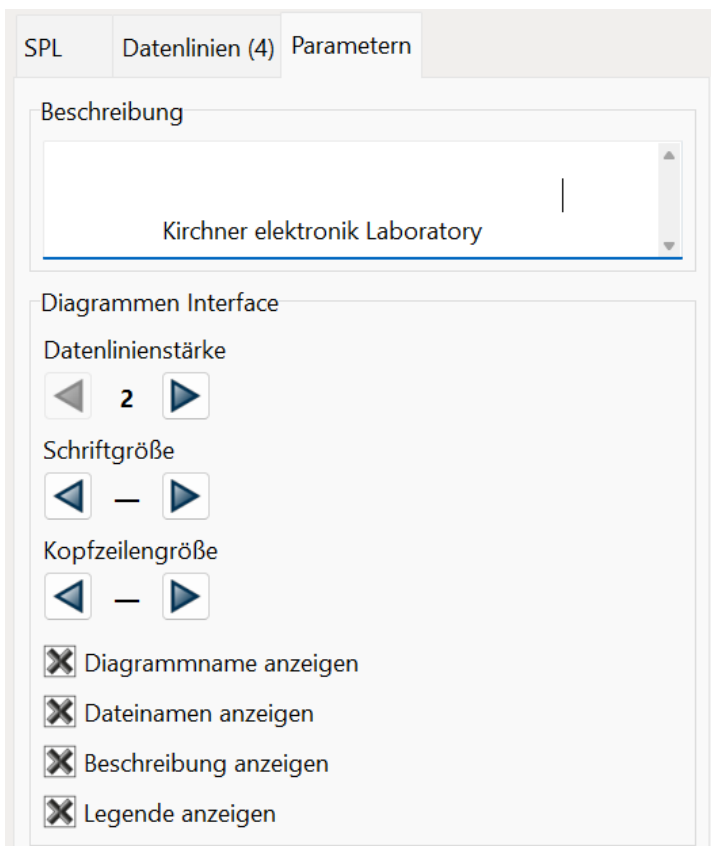 SPL Datenlinien (4) Parametern
Beschreibung
Kirchner elektronik Laboratory
Diagrammen Interface
Datenlinienstärke
2
Schriftgröße
—
Kopfzeilengröße
—
Diagrammname anzeigen
Dateinamen anzeigen
Beschreibung anzeigen
Legende anzeigen